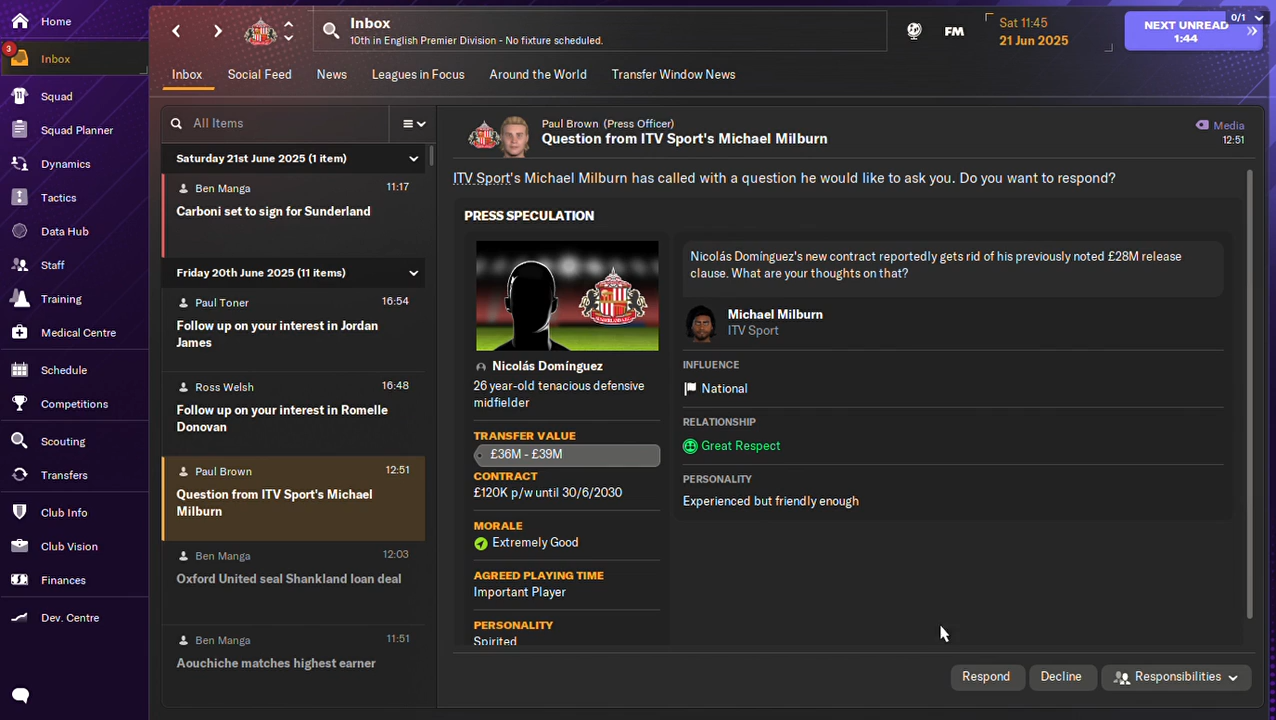 Home
3
Inbox
11
Squad
Squad Planner
Dynamics
Tactics
Data Hub
Staff
Training
Medical Centre
Schedule
Competitions
Scouting
Transfers
Club Info
Club Vision
Finances
Dev. Centre
Inbox
10th in English Premier Division - No fixture scheduled.
FM
Sat 11:45
21 Jun 2025
0/1
NEXT UNREAD
1:44
Inbox
Social Feed
News
Leagues in Focus
Around the World
Transfer Window News
All Items
Saturday 21st June 2025 (1 item)
Ben Manga 11:17
Carboni set to sign for Sunderland
Friday 20th June 2025 (11 items)
Paul Toner 16:54
Follow up on your interest in Jordan
James
Ross Welsh 16:48
Follow up on your interest in Romelle
Donovan
Paul Brown 12:51
Question from ITV Sport's Michael
Milburn
Ben Manga 12:03
Oxford United seal Shankland loan deal
Ben Manga 11:51
Aouchiche matches highest earner
Paul Brown (Press Officer)
Question from ITV Sport's Michael Milburn
Media
12:51
ITV Sport's Michael Milburn has called with a question he would like to ask you. Do you want to respond?
PRESS SPECULATION
Nicolás Domínguez
26 year-old tenacious defensive
midfielder
TRANSFER VALUE
£36M - £39M
CONTRACT
£120K p/w until 30/6/2030
MORALE
Extremely Good
AGREED PLAYING TIME
Important Player
PERSONALITY
Spirited
Nicolás Domínguez's new contract reportedly gets rid of his previously noted £28M release
clause. What are your thoughts on that?
Michael Milburn
ITV Sport
INFLUENCE
National
RELATIONSHIP
Great Respect
PERSONALITY
Experienced but friendly enough
Respond
Decline
Responsibilities